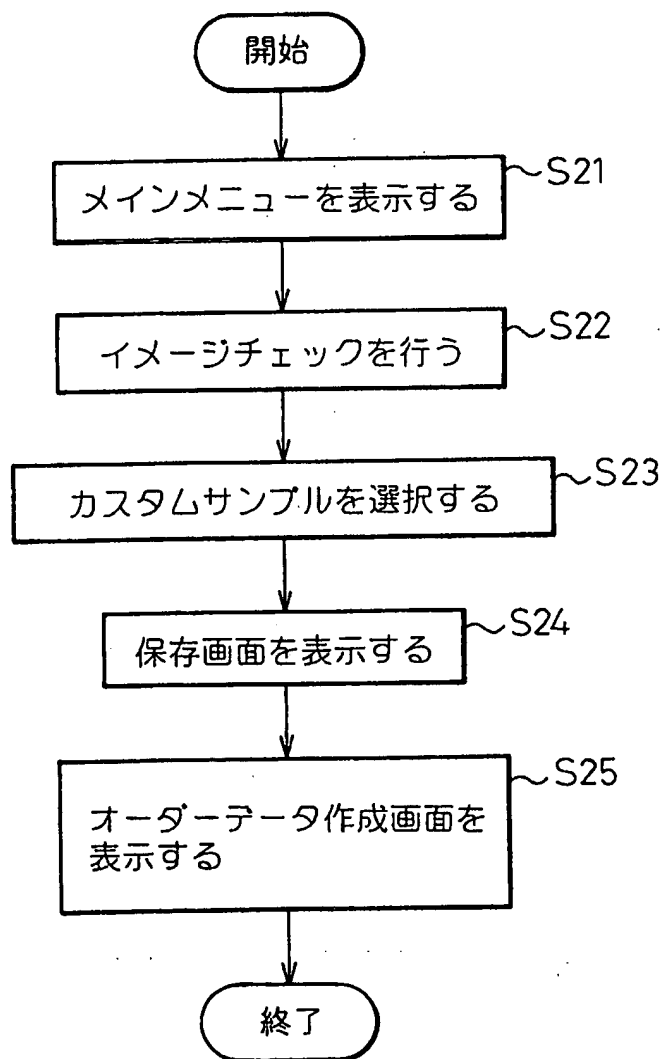 開始
メインメニューを表示する
S21
イメージチェックを行う
S22
カスタムサンプルを選択する
S23
保存画面を表示する
S24
オーダーデータ作成画面を
表示する
S25
終了